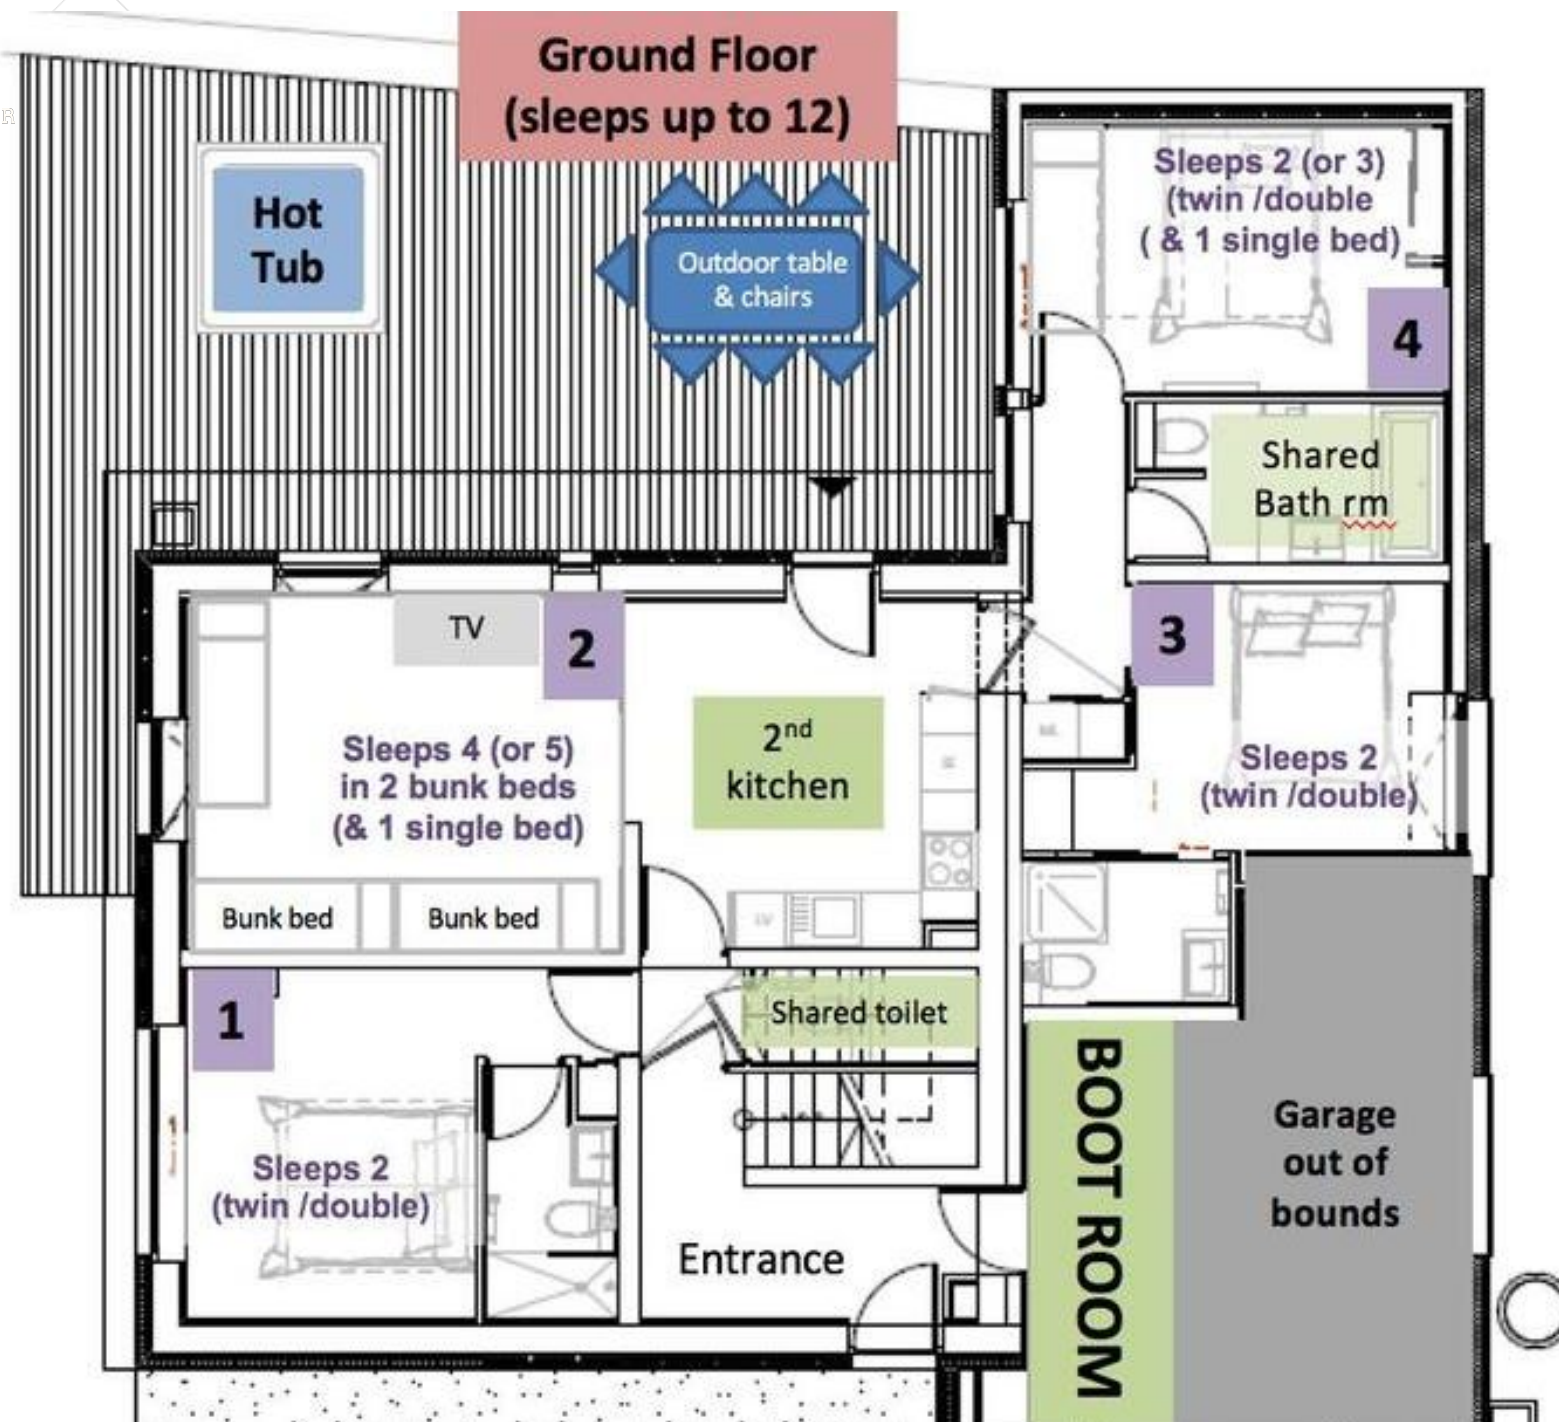 Ground Floor
(sleeps up to 12)
Hot
Tub
Outdoor table
& chairs
Sleeps 2 (or 3)
(twin /double
( & 1 single bed)
4
Shared
Bath rm
3
Sleeps 2
(twin /double)
TV
2
Sleeps 4 (or 5)
in 2 bunk beds
(& 1 single bed)
2nd
kitchen
Bunk bed
Bunk bed
1
Shared toilet
Sleeps 2
(twin /double)
Entrance
BOOT ROOM
Garage
out of
bounds
LV